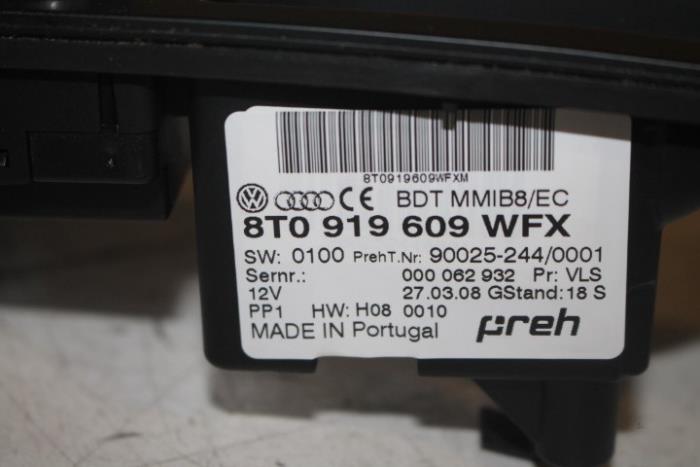 8T0919609WFXM
CE BDT MMIB8/EC
8T0 919 609 WFX
SW: 0100 PrehT.Nr: 90025-244/0001
Sernr.: 000 062 932 Pr: VLS
12V 27.03.08 GStand: 18 S
PP1 HW: H08 0010
MADE IN Portugal preh